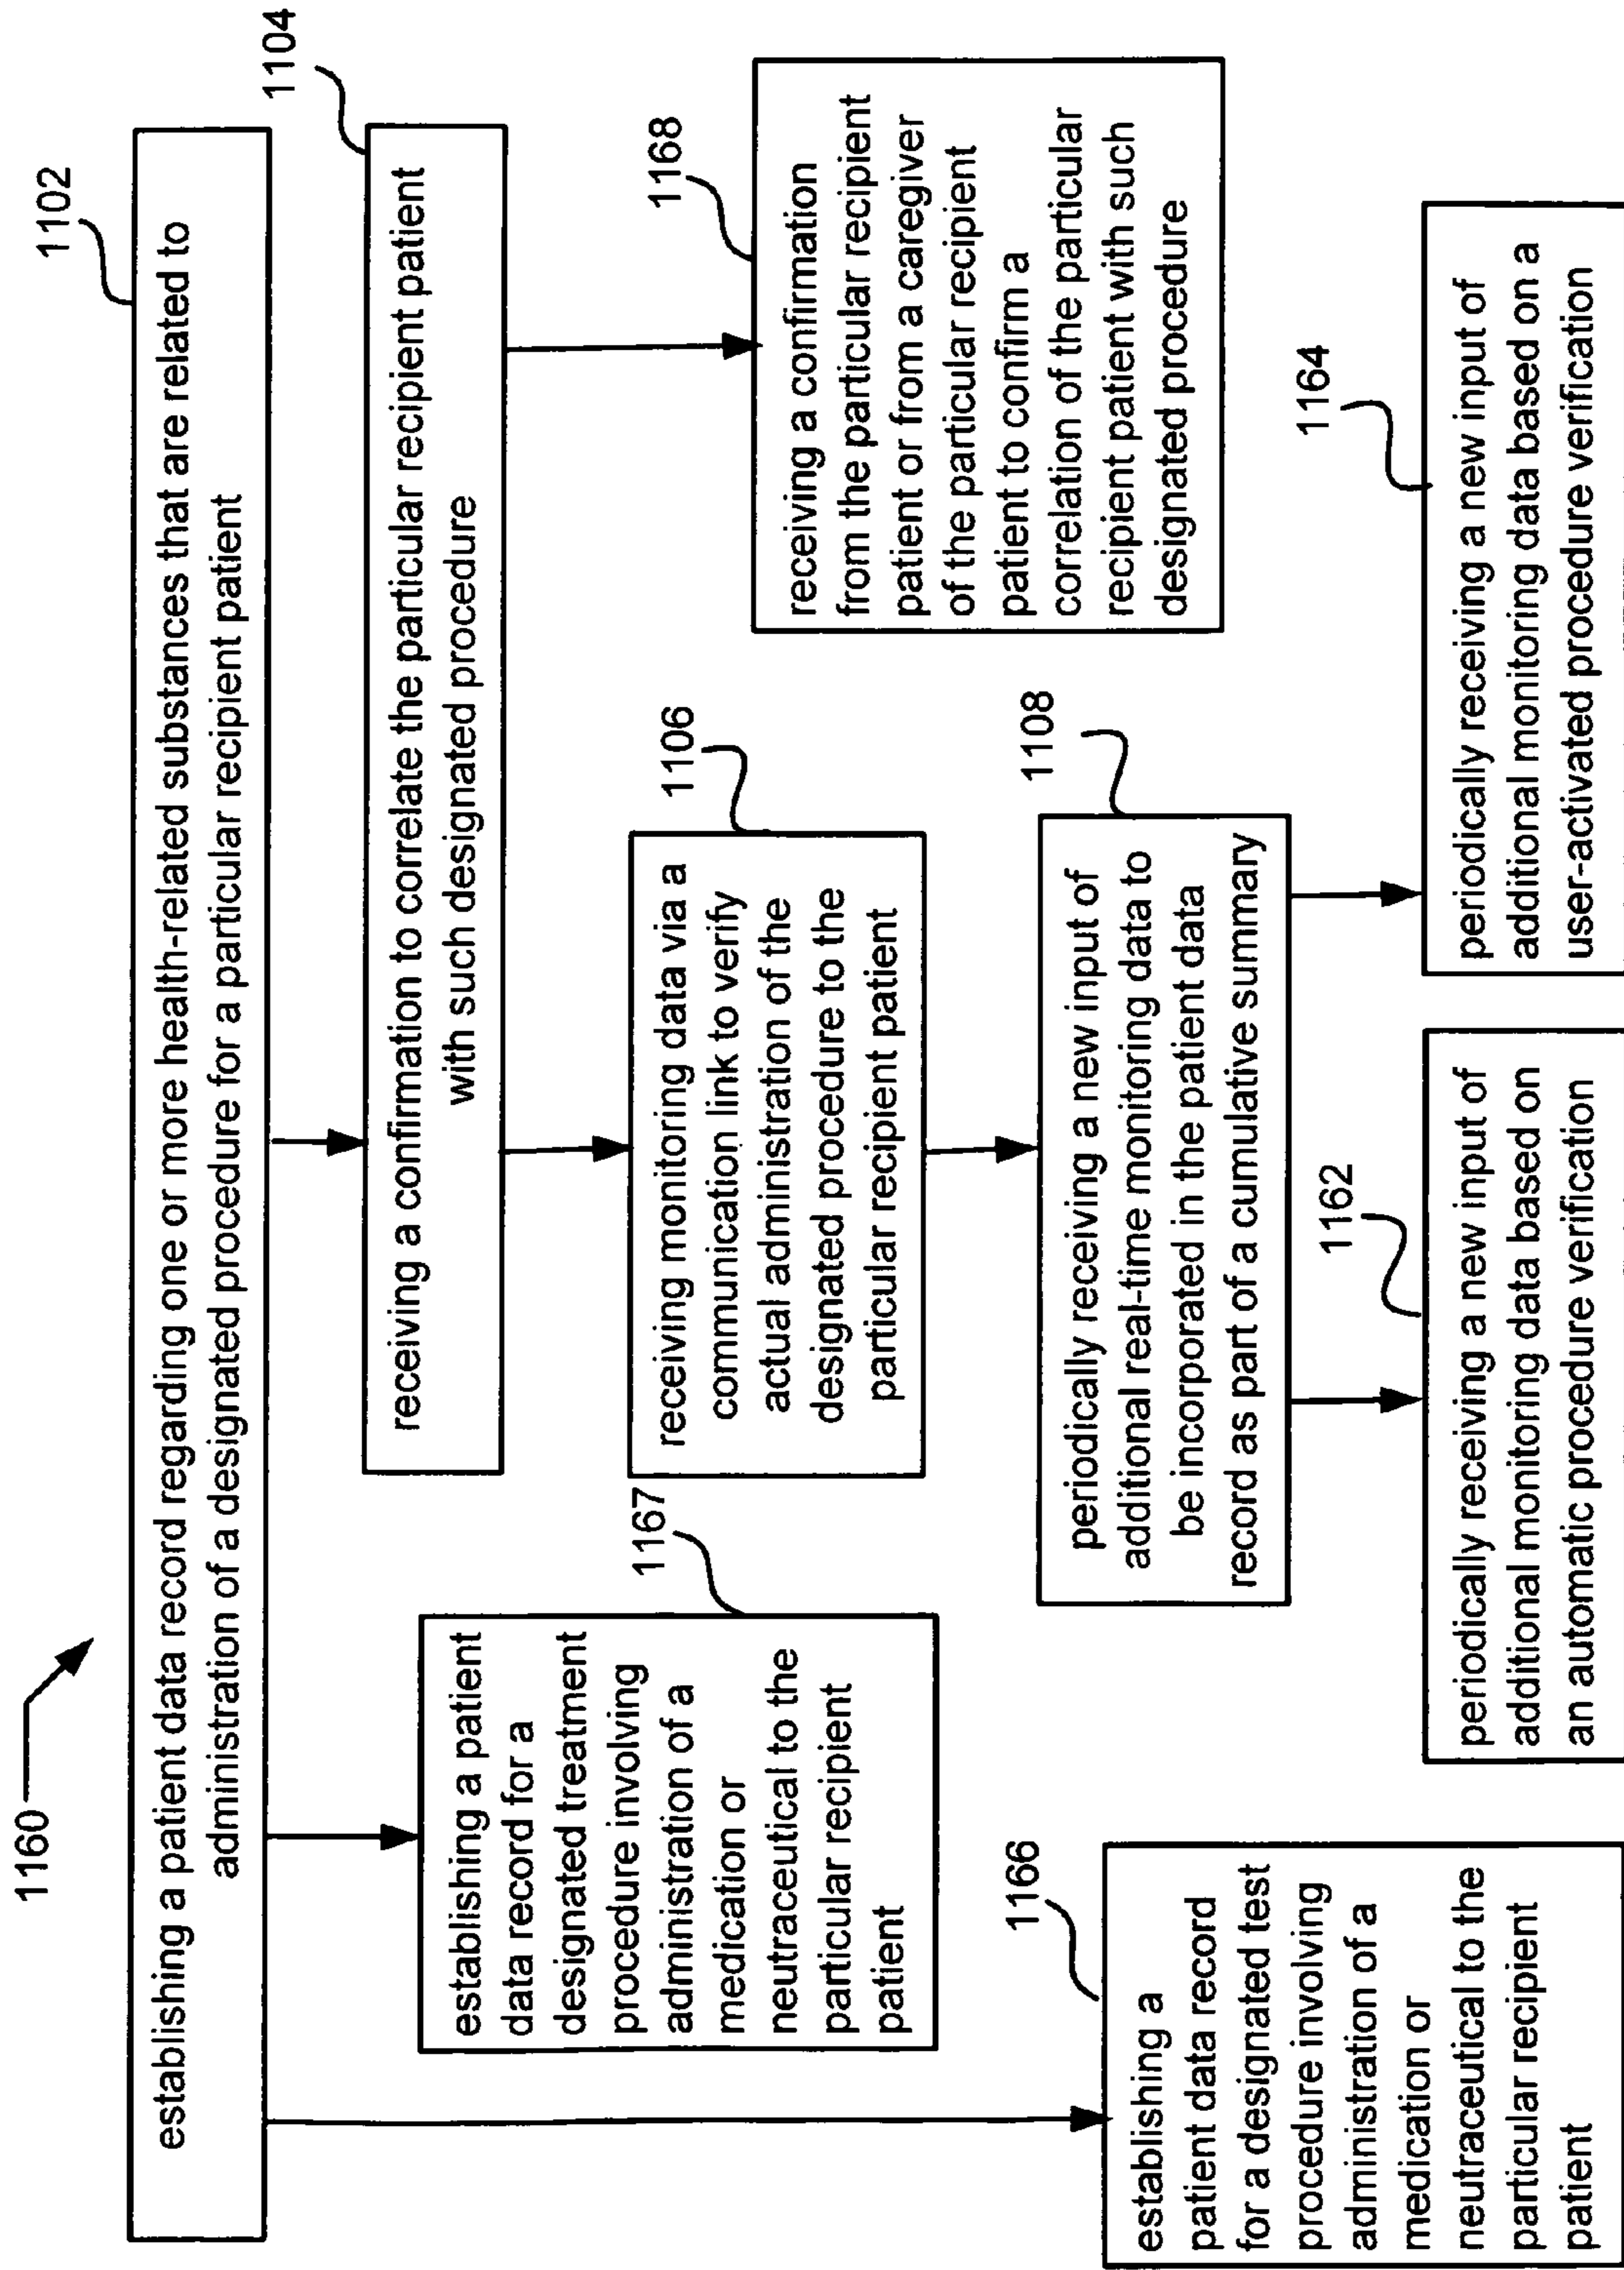 1160
1102
establishing a patient data record regarding one or more health-related substances that are related to
administration of a designated procedure for a particular recipient patient
1104
receiving a confirmation to correlate the particular recipient patient
with such designated procedure
1167
establishing a patient
data record for a
designated treatment
procedure involving
administration of a
medication or
neutraceutical to the
particular recipient
patient
1106
receiving monitoring data via a
communication link to verify
actual administration of the
designated procedure to the
particular recipient patient
1168
receiving a confirmation
from the particular recipient
patient or from a caregiver
of the particular recipient
patient to confirm a
correlation of the particular
recipient patient with such
designated procedure
1166
establishing a
patient data record
for a designated test
procedure involving
administration of a
medication or
neutraceutical to the
particular recipient
patient
1108
periodically receiving a new input of
additional real-time monitoring data to
be incorporated in the patient data
record as part of a cumulative summary
1162
periodically receiving a new input of
additional monitoring data based on
an automatic procedure verification
1164
periodically receiving a new input of
additional monitoring data based on a
user-activated procedure verification